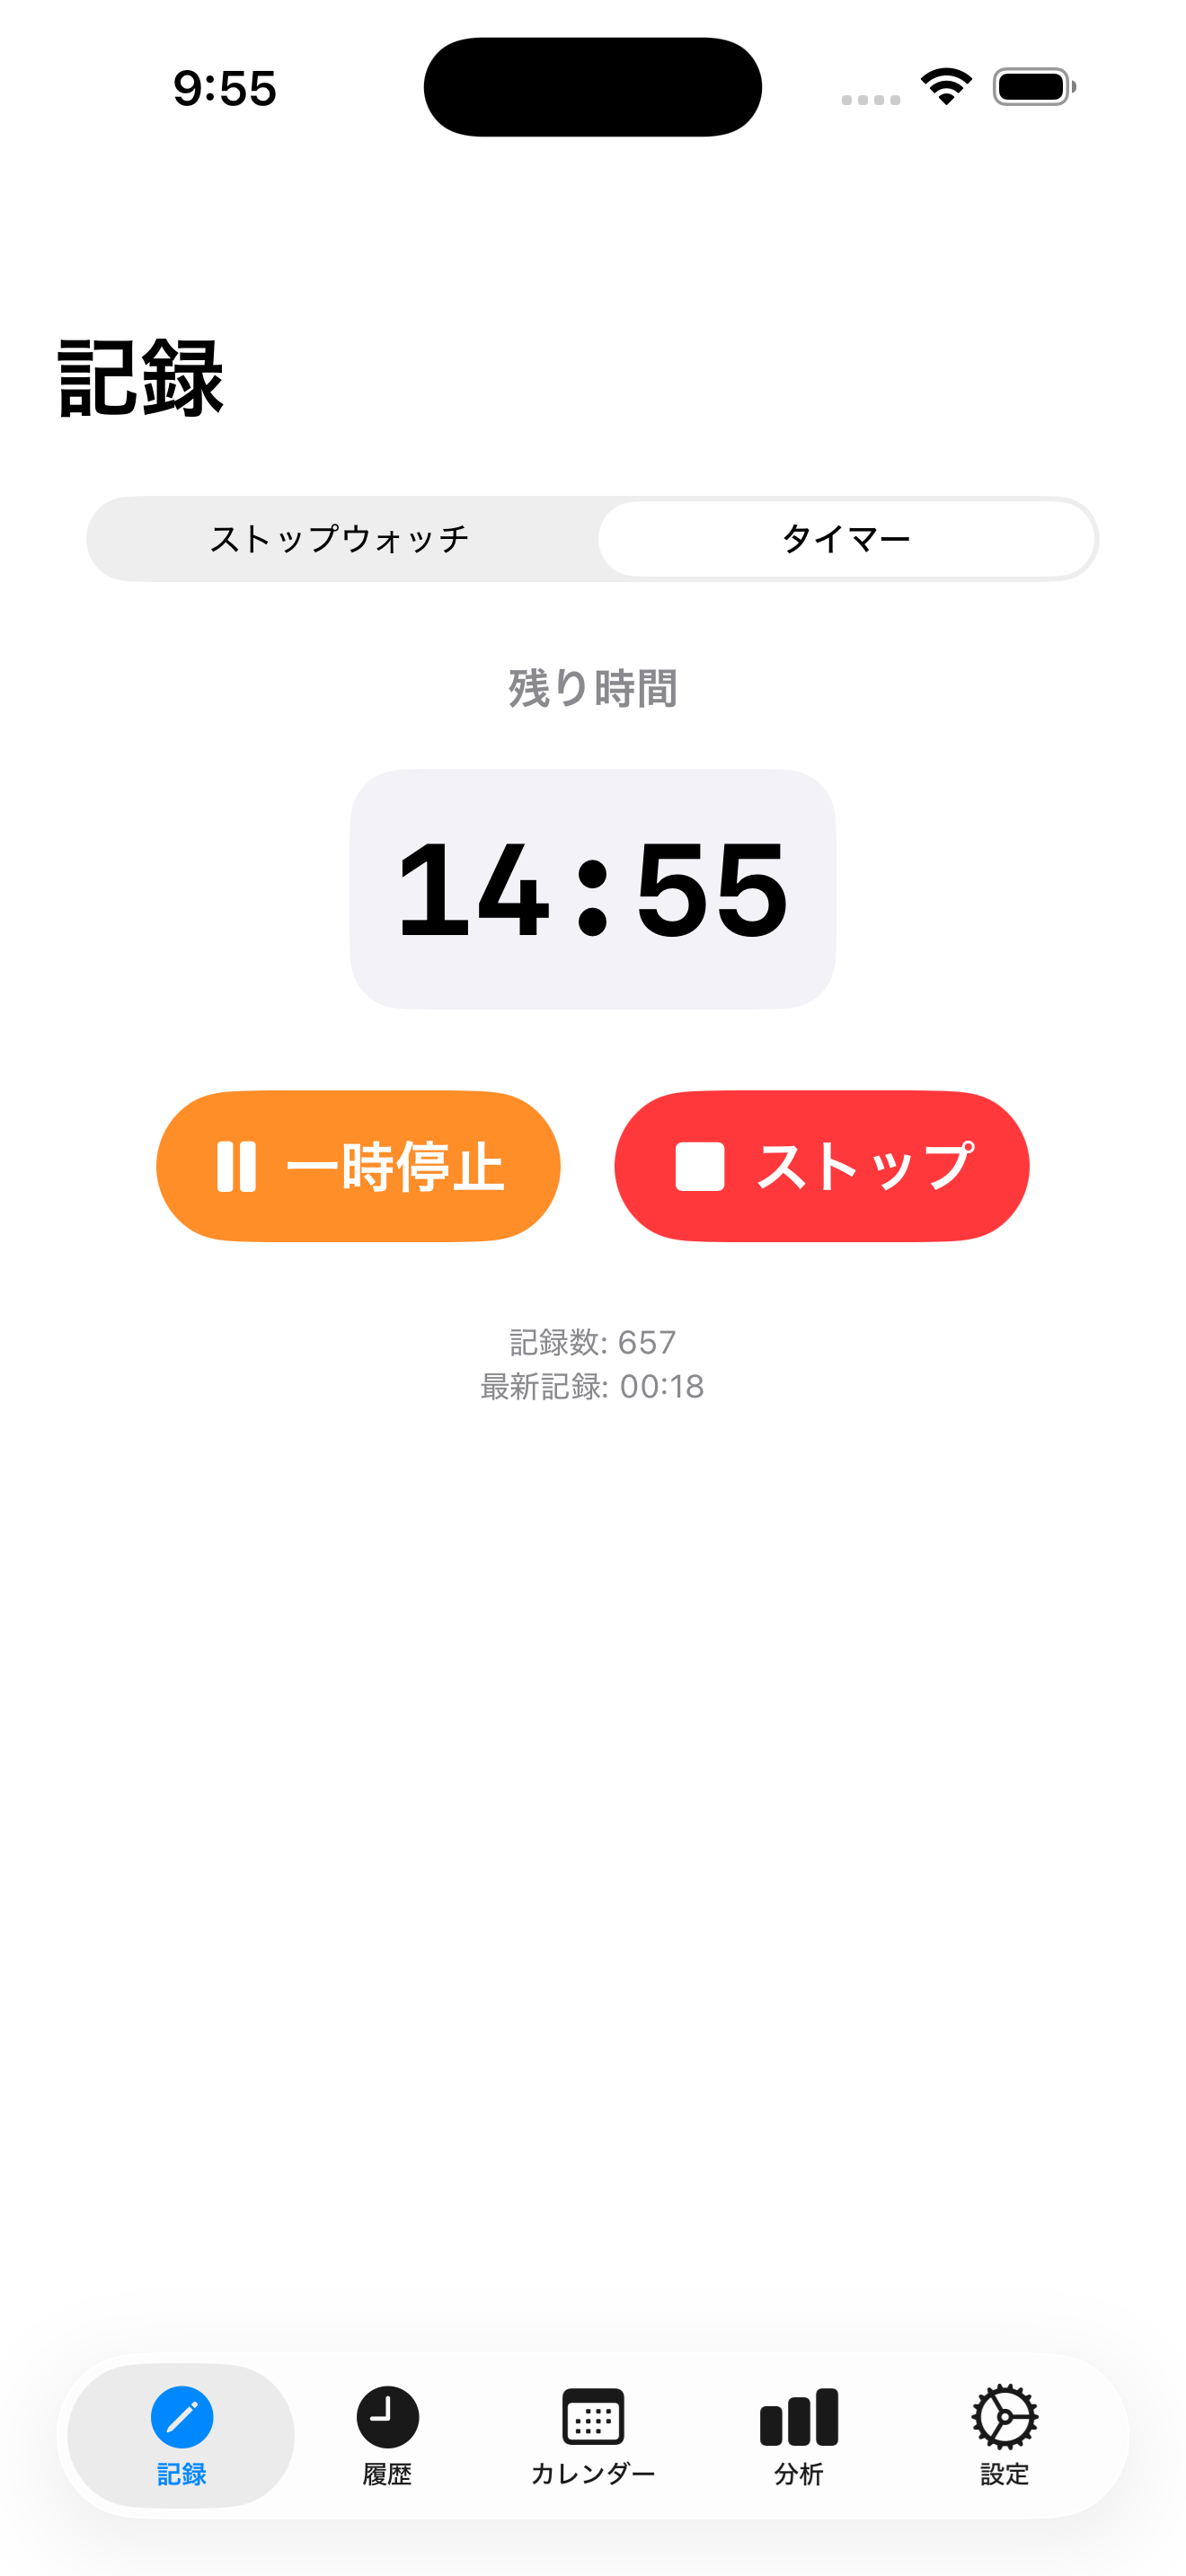 9:55
記録
ストップウォッチ
タイマー
残り時間
14:55
一時停止
ストップ
記録数: 657
最新記録: 00:18
記録
履歴
カレンダー
分析
設定